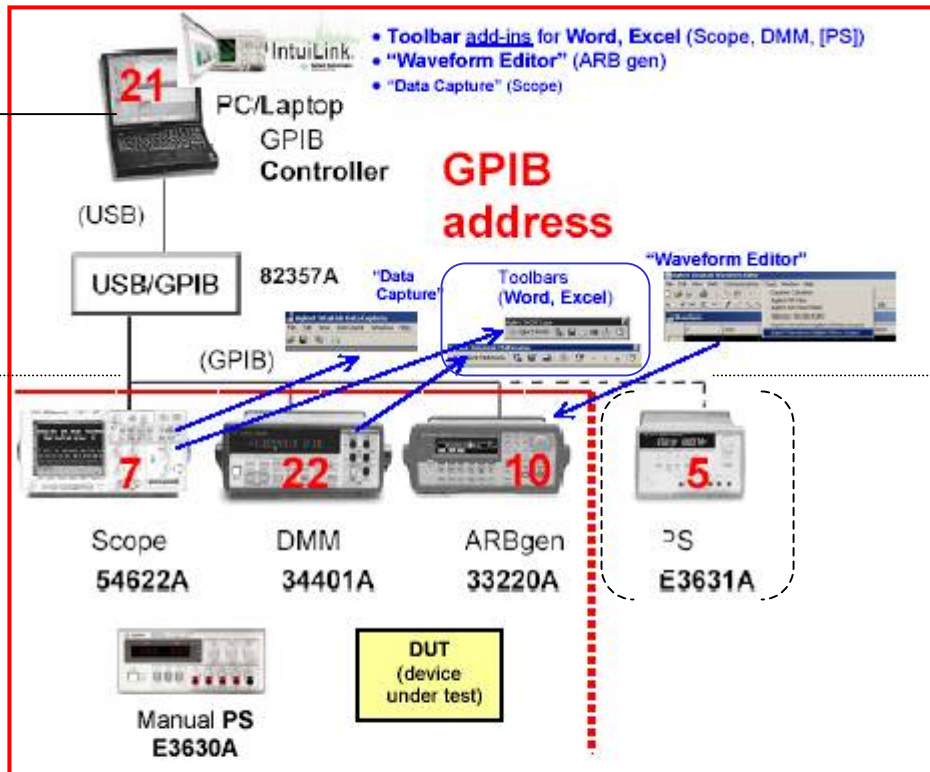 IntuiLink
• Toolbar add-ins for Word, Excel (Scope, DMM, [PS])
• “Waveform Editor” (ARB gen)
• “Data Capture” (Scope)
21
PC/Laptop
GPIB
Controller
GPIB
address
(USB)
USB/GPIB
82357A
“Data
Capture”
Toolbars
(Word, Excel)
“Waveform Editor”
(GPIB)
7
22
10
5
Scope
54622A
DMM
34401A
ARBgen
33220A
PS
E3631A
DUT
(device
under test)
Manual PS
E3630A